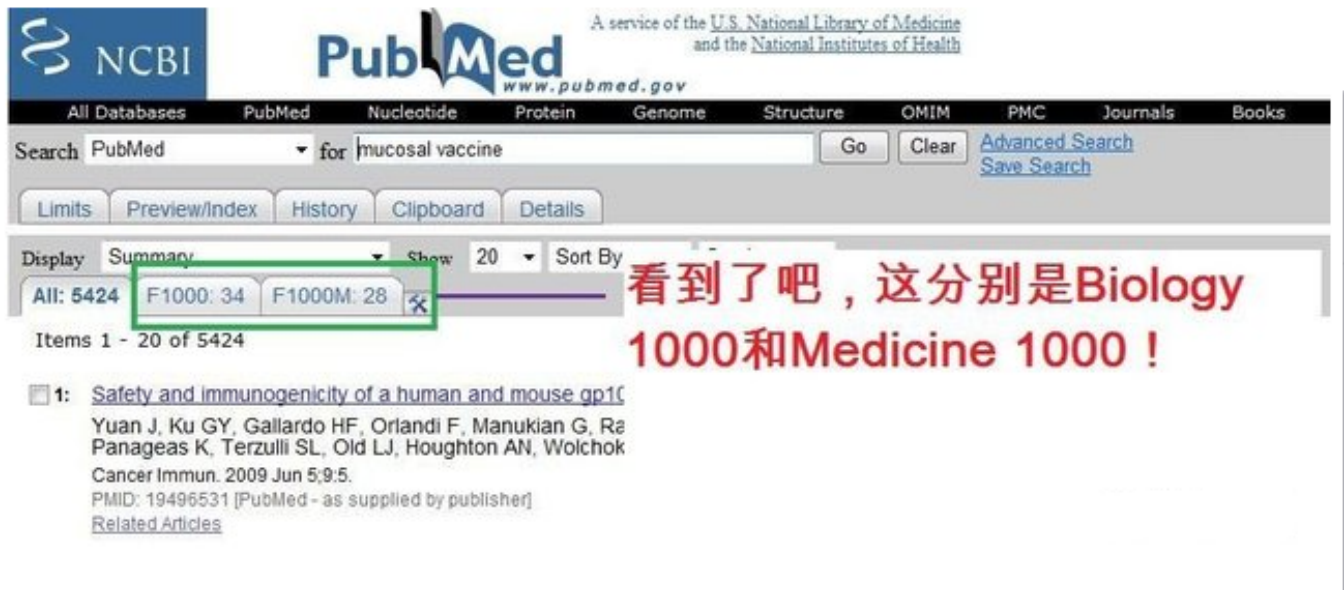 NCBI
PubMed
www.pubmed.gov
A service of the U.S. National Library of Medicine
and the National Institutes of Health
All Databases PubMed Nucleotide Protein Genome Structure OMIM PMC Journals Books
Search PubMed for mucosal vaccine Go Clear Advanced Search
Save Search
Limits Preview/Index History Clipboard Details
Display Summary Show 20 Sort By
All: 5424 F1000: 34 F1000M: 28
看到了吧，这分别是Biology
1000和Medicine 1000！
Items 1 - 20 of 5424
1: Safety and immunogenicity of a human and mouse gp10
Yuan J, Ku GY, Gallardo HF, Orlandi F, Manukian G, Ra
Panageas K, Terzulli SL, Old LJ, Houghton AN, Wolchok
Cancer Immun. 2009 Jun 5;9:5.
PMID: 19496531 [PubMed - as supplied by publisher]
Related Articles